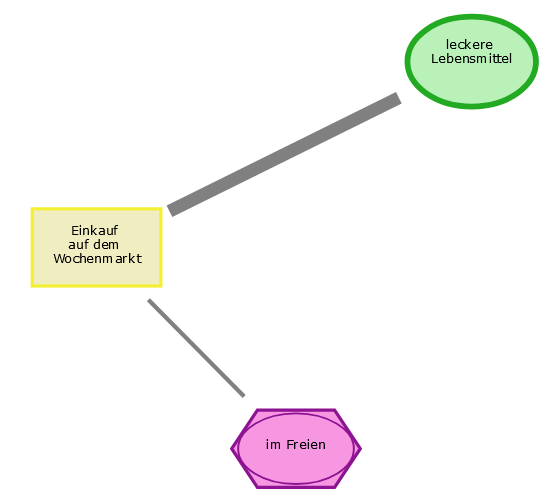 leckere
Lebensmittel
Einkauf
auf dem
Wochenmarkt
im Freien